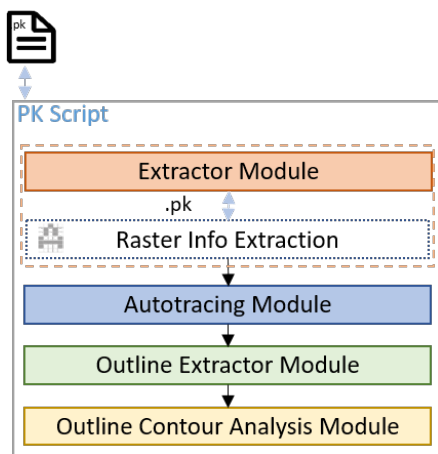 pk
PK Script
Extractor Module
.pk
Raster Info Extraction
Autotracing Module
Outline Extractor Module
Outline Contour Analysis Module